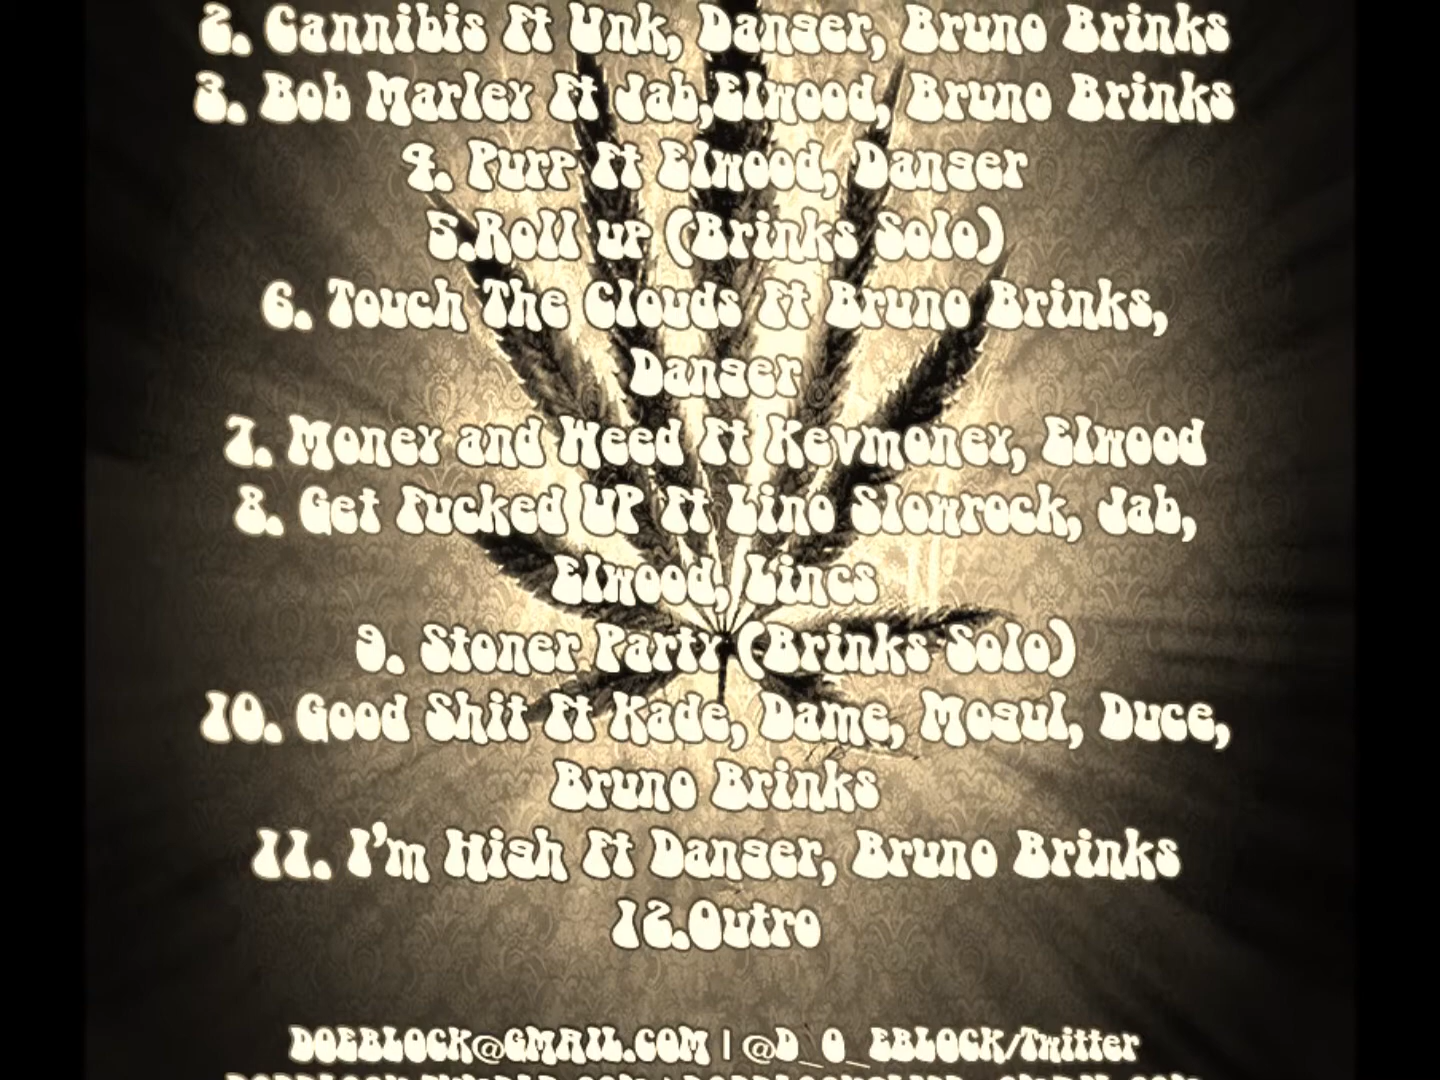 2. Cannibis Ft Unk, Danger, Bruno Brinks
3. Bob Marley Ft Jab,Elwood, Bruno Brinks
4. Purp Ft Elwood, Danger
5.Roll up (Brinks Solo)
6. Touch The Clouds Ft Bruno Brinks,
Danger
7. Money and Weed Ft Kevmoney, Elwood
8. Get Fucked UP Ft Lino Slowrock, Jab,
Elwood, Lincs
9. Stoner Party (Brinks Solo)
10. Good Shit Ft Kade, Dame, Mogul, Duce,
Bruno Brinks
11. I'm High Ft Danger, Bruno Brinks
12.Outro
DOEBLOCK@GMAIL.COM | @D_O_EBLOCK/Twitter